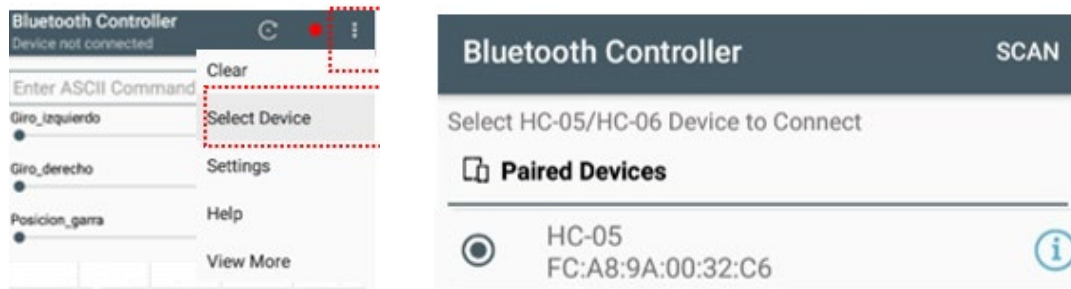 Bluetooth Controller
Device not connected
Clear
Enter ASCII Command
Giro_izquierdo
Select Device
Giro_derecho
Settings
Posicion_garra
Help
View More
Bluetooth Controller
SCAN
Select HC-05/HC-06 Device to Connect
Paired Devices
HC-05
FC:A8:9A:00:32:C6